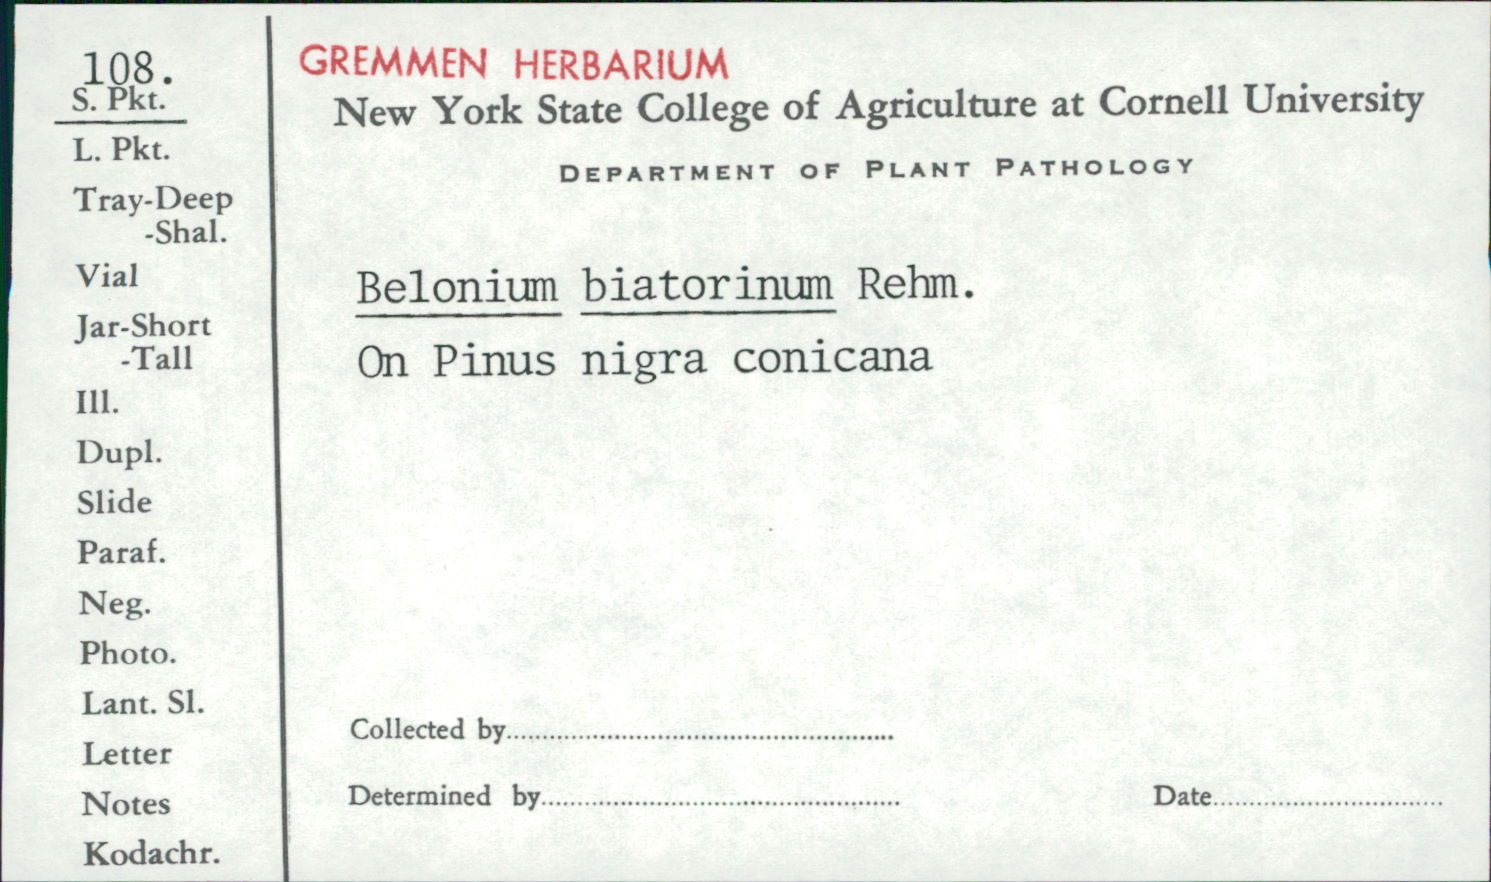 108.
S. Pkt.
L. Pkt.
Tray-Deep
-Shal.
Vial
Jar-Short
-Tall
Ill.
Dupl.
Slide
Paraf.
Neg.
Photo.
Lant. Sl.
Letter
Notes
Kodachr.
GREMMEN HERBARIUM
New York State College of Agriculture at Cornell University
DEPARTMENT OF PLANT PATHOLOGY
Belonium biatorinum Rehm.
On Pinus nigra conicana
Collected by
Determined by
Date